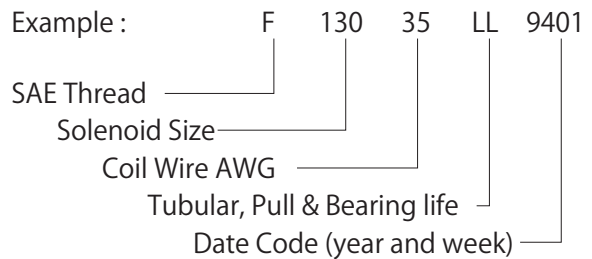 Example : F 130 35 LL 9401
SAE Thread
Solenoid Size
Coil Wire AWG
Tubular, Pull & Bearing life
Date Code (year and week)